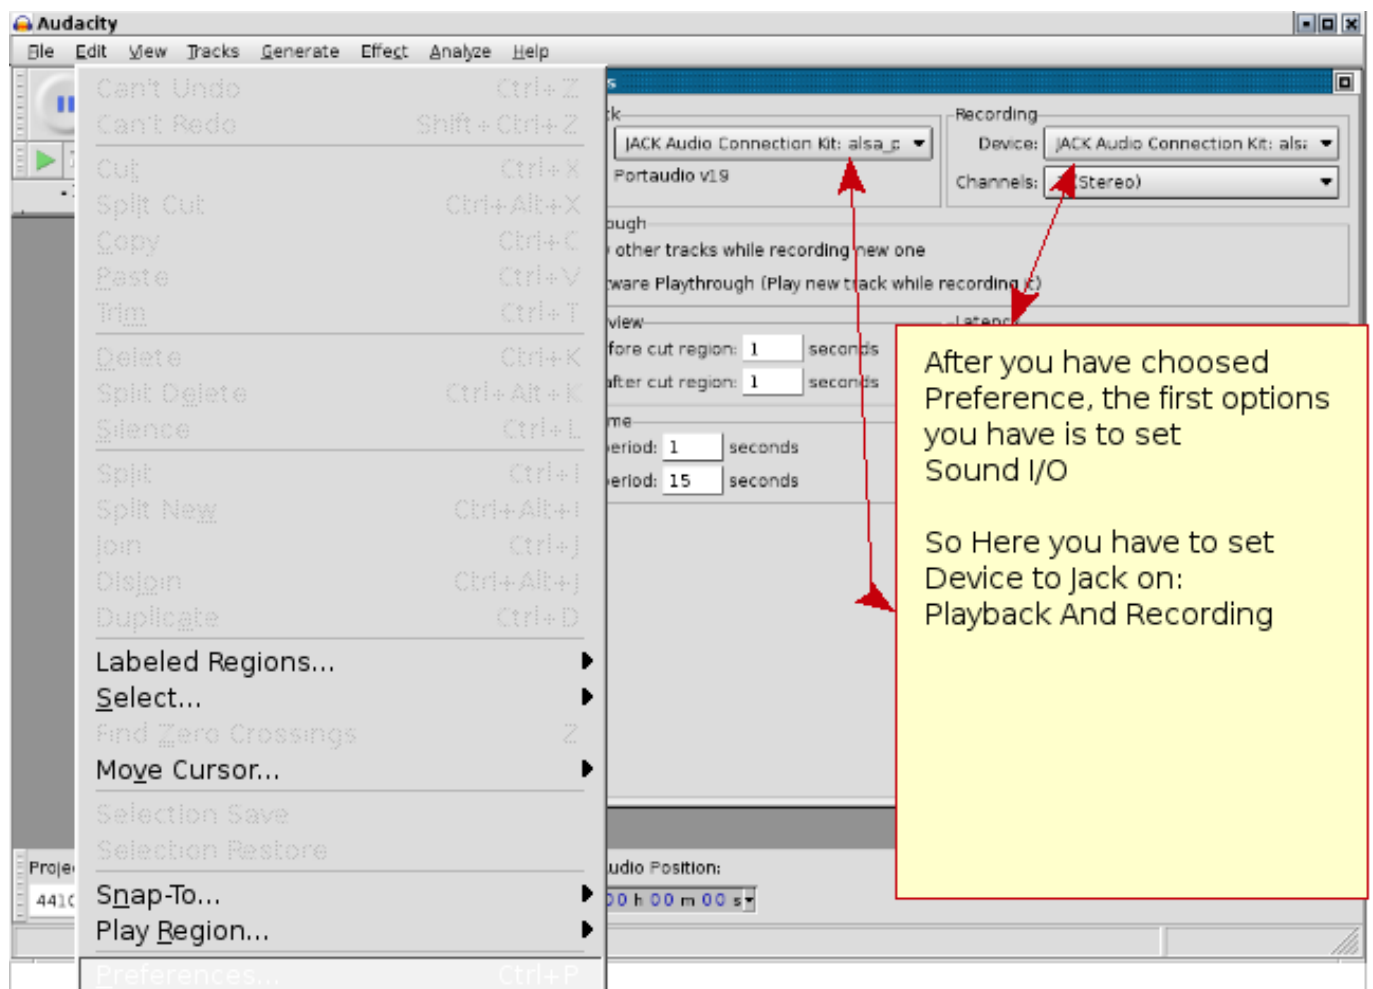 Audacity
File Edit View Tracks Generate Effect Analyze Help
Can't Undo Ctrl+Z
Can't Redo Shift+Ctrl+Z
Cut Ctrl+X
Split Cut Ctrl+Alt+X
Copy Ctrl+C
Paste Ctrl+V
Trim Ctrl+T
Delete Ctrl+K
Split Delete Ctrl+Alt+K
Silence Ctrl+L
Split Ctrl+I
Split New Ctrl+Alt+I
Join Ctrl+J
Disjoin Ctrl+Alt+J
Duplicate Ctrl+D
Labeled Regions...
Select...
Find Zero Crossings Z
Move Cursor...
Selection Save
Selection Restore
Snap-To...
Play Region...
Preferences... Ctrl+P
Recording
JACK Audio Connection Kit: alsa_p
Device: JACK Audio Connection Kit: als
Portaudio v19
Channels: (Stereo)
ough
other tracks while recording new one
tware Playthrough (Play new track while recording it)
view
Latency
fore cut region: 1 seconds
after cut region: 1 seconds
me
eriod: 1 seconds
eriod: 15 seconds
After you have choosed
Preference, the first options
you have is to set
Sound I/O
So Here you have to set
Device to Jack on:
Playback And Recording
Proje
udio Position:
441
00 h 00 m 00 s